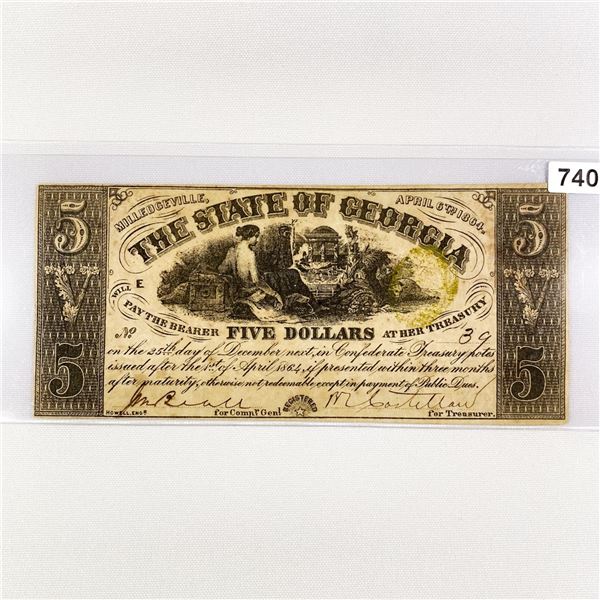 740
5 5
MILLEDGEVILLE, APRIL 6TH 1864.
THE STATE OF GEORGIA
WILL E
PAY THE BEARER FIVE DOLLARS AT HER TREASURY
V V
No 39
on the 25th day of December next, in Confederate Treasury notes
issued after the 1st of April 1864, if presented within three months
after maturity; otherwise not redeemable except in payment of Public Dues.
5 5
for Compr. Genl REGISTERED for Treasurer.
HOWELL, ENGR